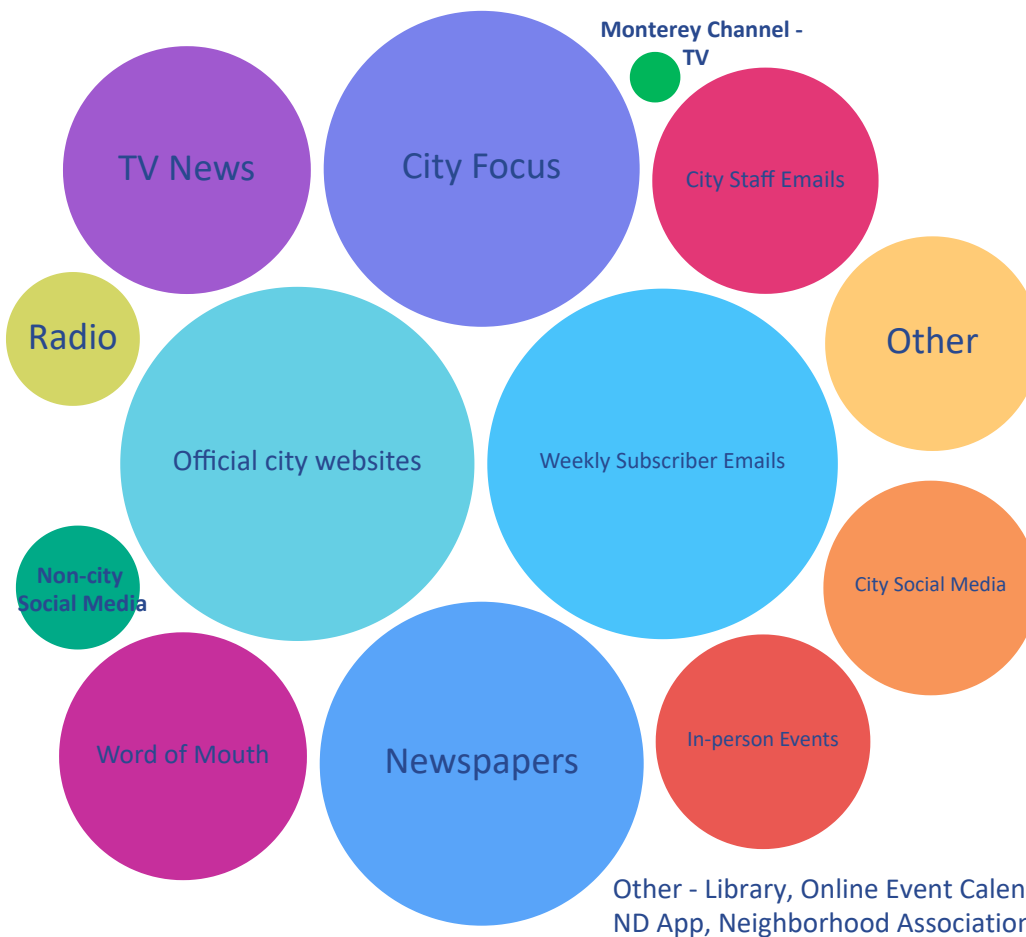 Monterey Channel -
TV
TV News
City Focus
City Staff Emails
Radio
Other
Official city websites
Weekly Subscriber Emails
Non-city
Social Media
City Social Media
Word of Mouth
Newspapers
In-person Events
Other - Library, Online Event Calen
ND App, Neighborhood Association